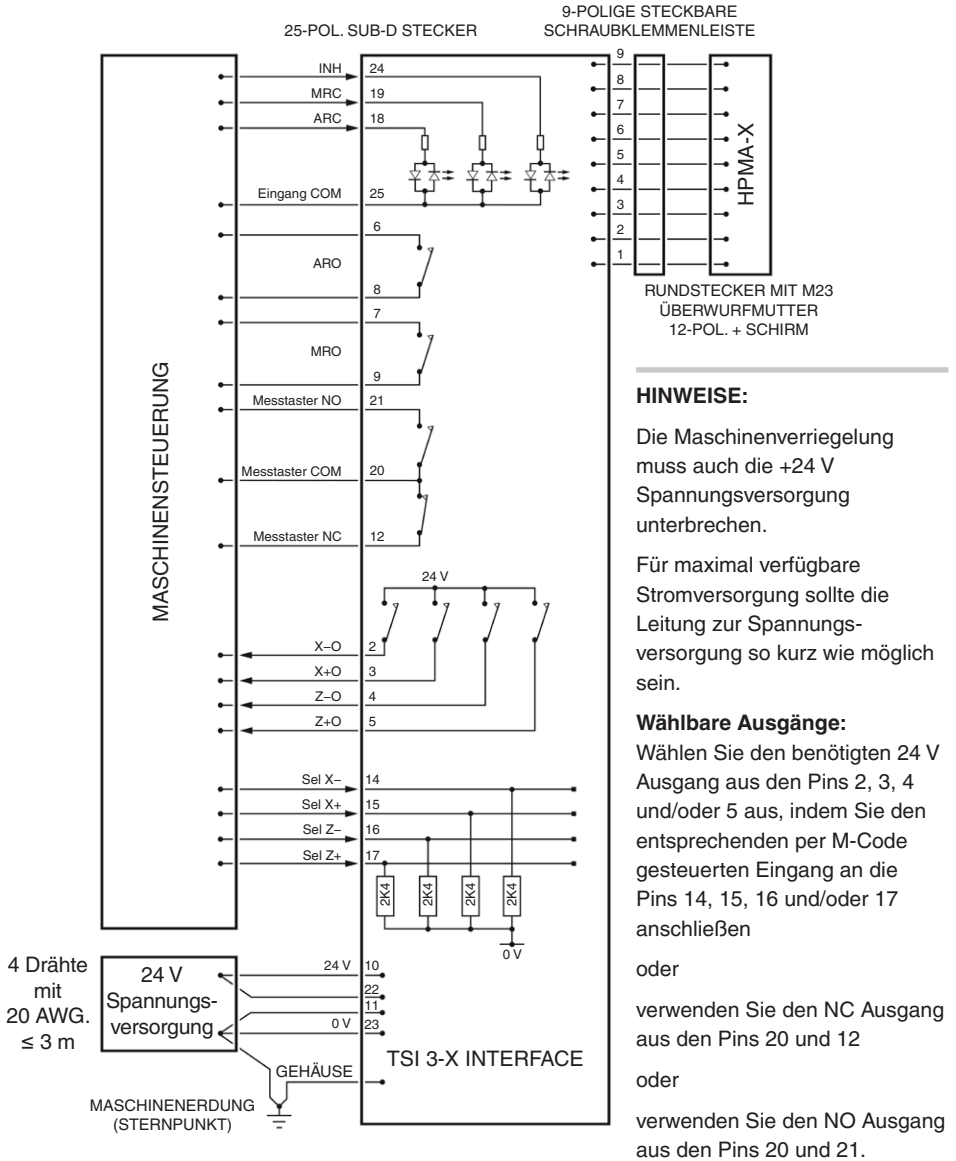 25-POL. SUB-D STECKER
9-POLIGE STECKBARE
SCHRAUBKLEMMENLEISTE
MASCHINENSTEUERUNG
INH 24
MRC 19
ARC 18
Eingang COM 25
6
ARO
8
7
MRO
9
Messtaster NO 21
Messtaster COM 20
Messtaster NC 12
24 V
X–O 2
X+O 3
Z–O 4
Z+O 5
Sel X– 14
Sel X+ 15
Sel Z– 16
Sel Z+ 17
2K4
2K4
2K4
2K4
0 V
4 Drähte
mit
20 AWG.
≤ 3 m
24 V
Spannungs-
versorgung
24 V 10
22
11
0 V 23
GEHÄUSE
TSI 3-X INTERFACE
MASCHINENERDUNG
(STERNPUNKT)
9
8
7
6
5
4
3
2
1
HPMA-X
RUNDSTECKER MIT M23
ÜBERWURFMUTTER
12-POL. + SCHIRM
HINWEISE:
Die Maschinenverriegelung
muss auch die +24 V
Spannungsversorgung
unterbrechen.
Für maximal verfügbare
Stromversorgung sollte die
Leitung zur Spannungs-
versorgung so kurz wie möglich
sein.
Wählbare Ausgänge:
Wählen Sie den benötigten 24 V
Ausgang aus den Pins 2, 3, 4
und/oder 5 aus, indem Sie den
entsprechenden per M-Code
gesteuerten Eingang an die
Pins 14, 15, 16 und/oder 17
anschließen
oder
verwenden Sie den NC Ausgang
aus den Pins 20 und 12
oder
verwenden Sie den NO Ausgang
aus den Pins 20 und 21.